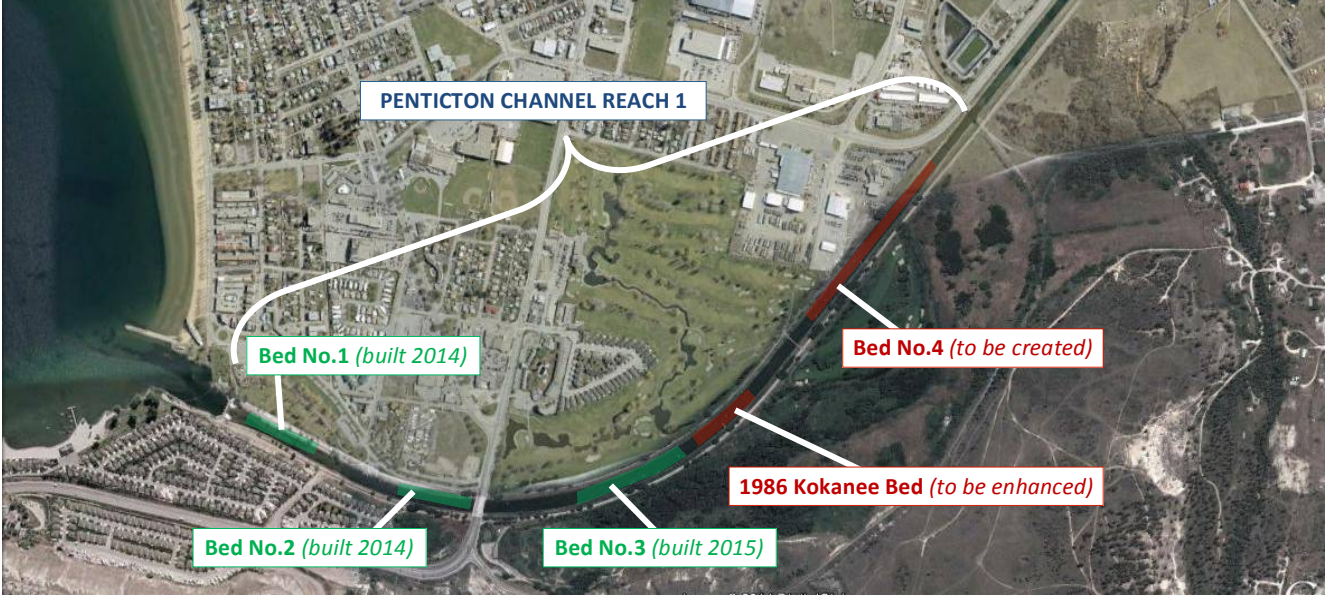 PENTICTON CHANNEL REACH 1
Bed No.1 (built 2014)
Bed No.4 (to be created)
1986 Kokanee Bed (to be enhanced)
Bed No.2 (built 2014)
Bed No.3 (built 2015)